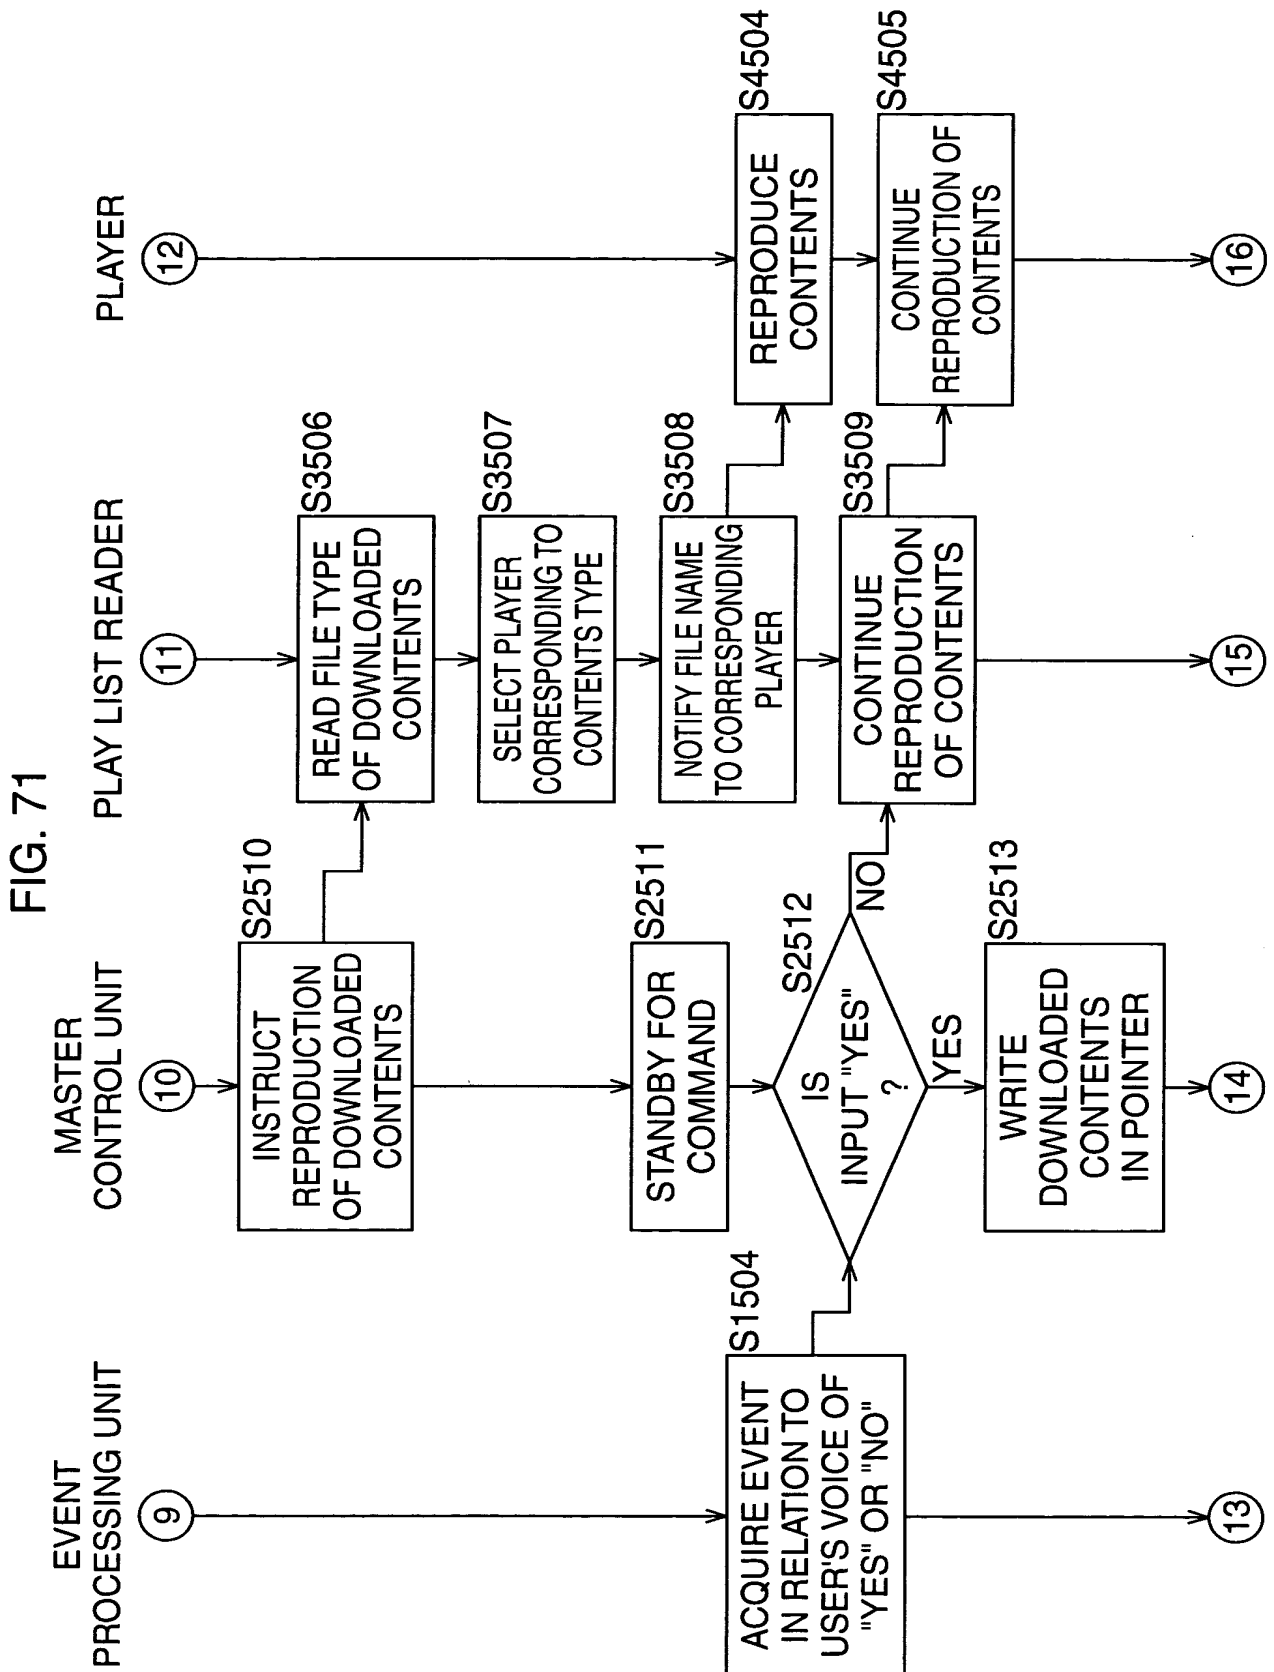 FIG. 71
EVENT
PROCESSING UNIT
9
S1504
ACQUIRE EVENT
IN RELATION TO
USER'S VOICE OF
"YES" OR "NO"
13
MASTER
CONTROL UNIT
10
S2510
INSTRUCT
REPRODUCTION
OF DOWNLOADED
CONTENTS
S2511
STANDBY FOR
COMMAND
S2512
IS
INPUT "YES"
?
NO
YES
S2513
WRITE
DOWNLOADED
CONTENTS
IN POINTER
14
PLAY LIST READER
11
S3506
READ FILE TYPE
OF DOWNLOADED
CONTENTS
S3507
SELECT PLAYER
CORRESPONDING TO
CONTENTS TYPE
S3508
NOTIFY FILE NAME
TO CORRESPONDING
PLAYER
S3509
CONTINUE
REPRODUCTION
OF CONTENTS
15
PLAYER
12
S4504
REPRODUCE
CONTENTS
S4505
CONTINUE
REPRODUCTION OF
CONTENTS
16